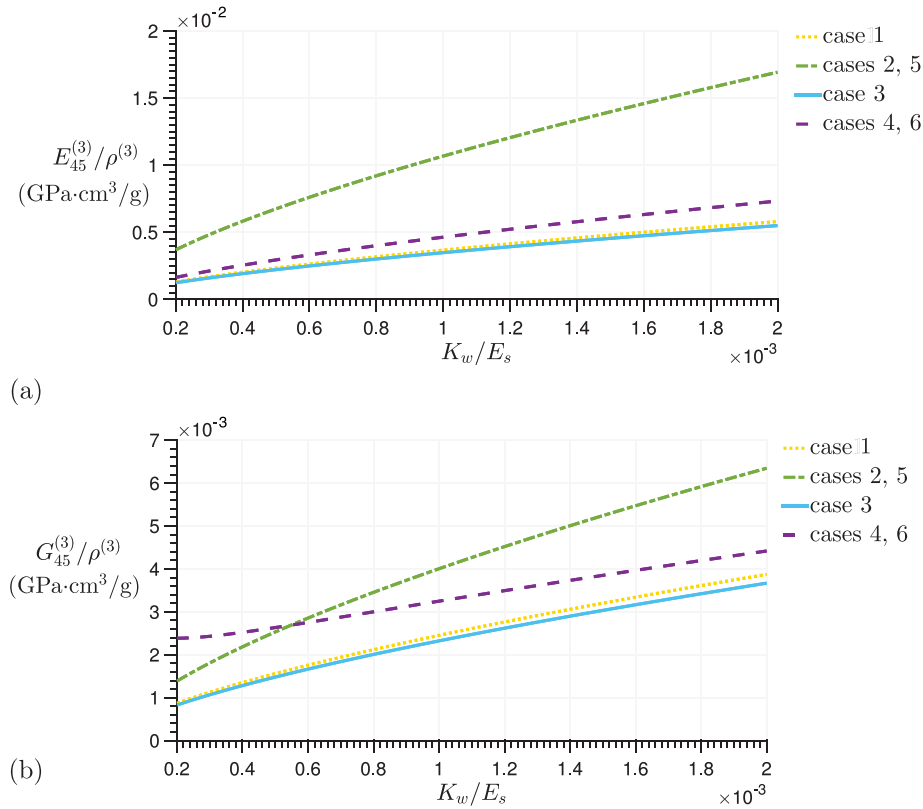 ×10⁻²
2
1.5
1
0.5
0
E₄₅⁽³⁾/ρ⁽³⁾
(GPa·cm³/g)
0.2 0.4 0.6 0.8 1 1.2 1.4 1.6 1.8 2
K_w/E_s
×10⁻³
case 1
cases 2, 5
case 3
cases 4, 6
(a)
×10⁻³
7
6
5
4
3
2
1
0
G₄₅⁽³⁾/ρ⁽³⁾
(GPa·cm³/g)
0.2 0.4 0.6 0.8 1 1.2 1.4 1.6 1.8 2
K_w/E_s
×10⁻³
case 1
cases 2, 5
case 3
cases 4, 6
(b)